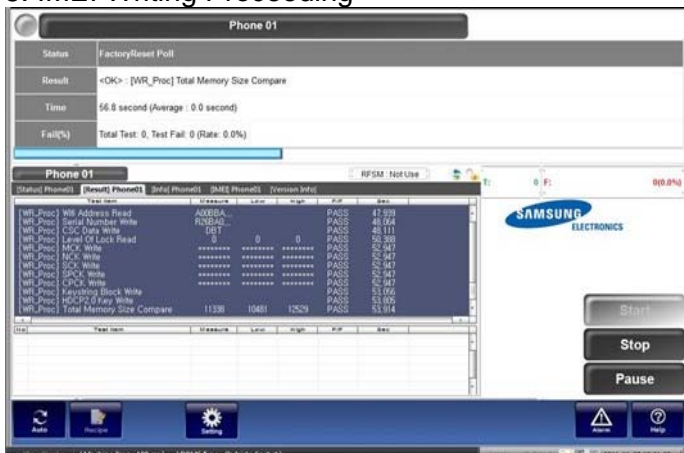 Phone 01
Status FactoryReset Poll
Result <OK> : [WR_Proc] Total Memory Size Compare
Time 56.8 second (Average : 0.0 second)
Fail(%) Total Test: 0, Test Fail: 0 (Rate: 0.0%)
Phone 01 RFSM : Not Use T: 0 F: 0(0.0%)
[Status] Phone01 [Result] Phone01 [Info] Phone01 [IME] Phone01 [Version Info]
Test Item Measure Low High P/F Sec
[WR_Proc] Wifi Address Read A00BBA... PASS 47,939
[WR_Proc] Serial Number Write PASS 48,064
[WR_Proc] CSC Data Write DBT PASS 48,111
[WR_Proc] Level Of Lock Read 0 0 0 PASS 50,388
[WR_Proc] MCK Write ******** ******** ******** PASS 52,947
[WR_Proc] NCK Write ******** ******** ******** PASS 52,947
[WR_Proc] SCK Write ******** ******** ******** PASS 52,947
[WR_Proc] SPCK Write ******** ******** ******** PASS 52,947
[WR_Proc] CPCK Write ******** ******** ******** PASS 52,947
[WR_Proc] Keystring Block Write PASS 53,056
[WR_Proc] HDCP2.0 Key Write PASS 53,805
[WR_Proc] Total Memory Size Compare 11338 10481 12529 PASS 53,914
SAMSUNG
ELECTRONICS
No Test Item Measure Low High P/F Sec
Start
Stop
Pause
Auto Recipe Setting Alarm Help